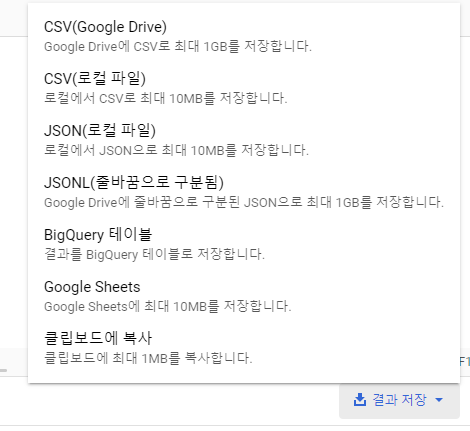 CSV(Google Drive)
Google Drive에 CSV로 최대 1GB를 저장합니다.
CSV(로컬 파일)
로컬에서 CSV로 최대 10MB를 저장합니다.
JSON(로컬 파일)
로컬에서 JSON으로 최대 10MB를 저장합니다.
JSONL(줄바꿈으로 구분됨)
Google Drive에 줄바꿈으로 구분된 JSON으로 최대 1GB를 저장합니다.
BigQuery 테이블
결과를 BigQuery 테이블로 저장합니다.
Google Sheets
Google Sheets에 최대 10MB를 저장합니다.
클립보드에 복사
클립보드에 최대 1MB를 복사합니다.
F1
결과 저장